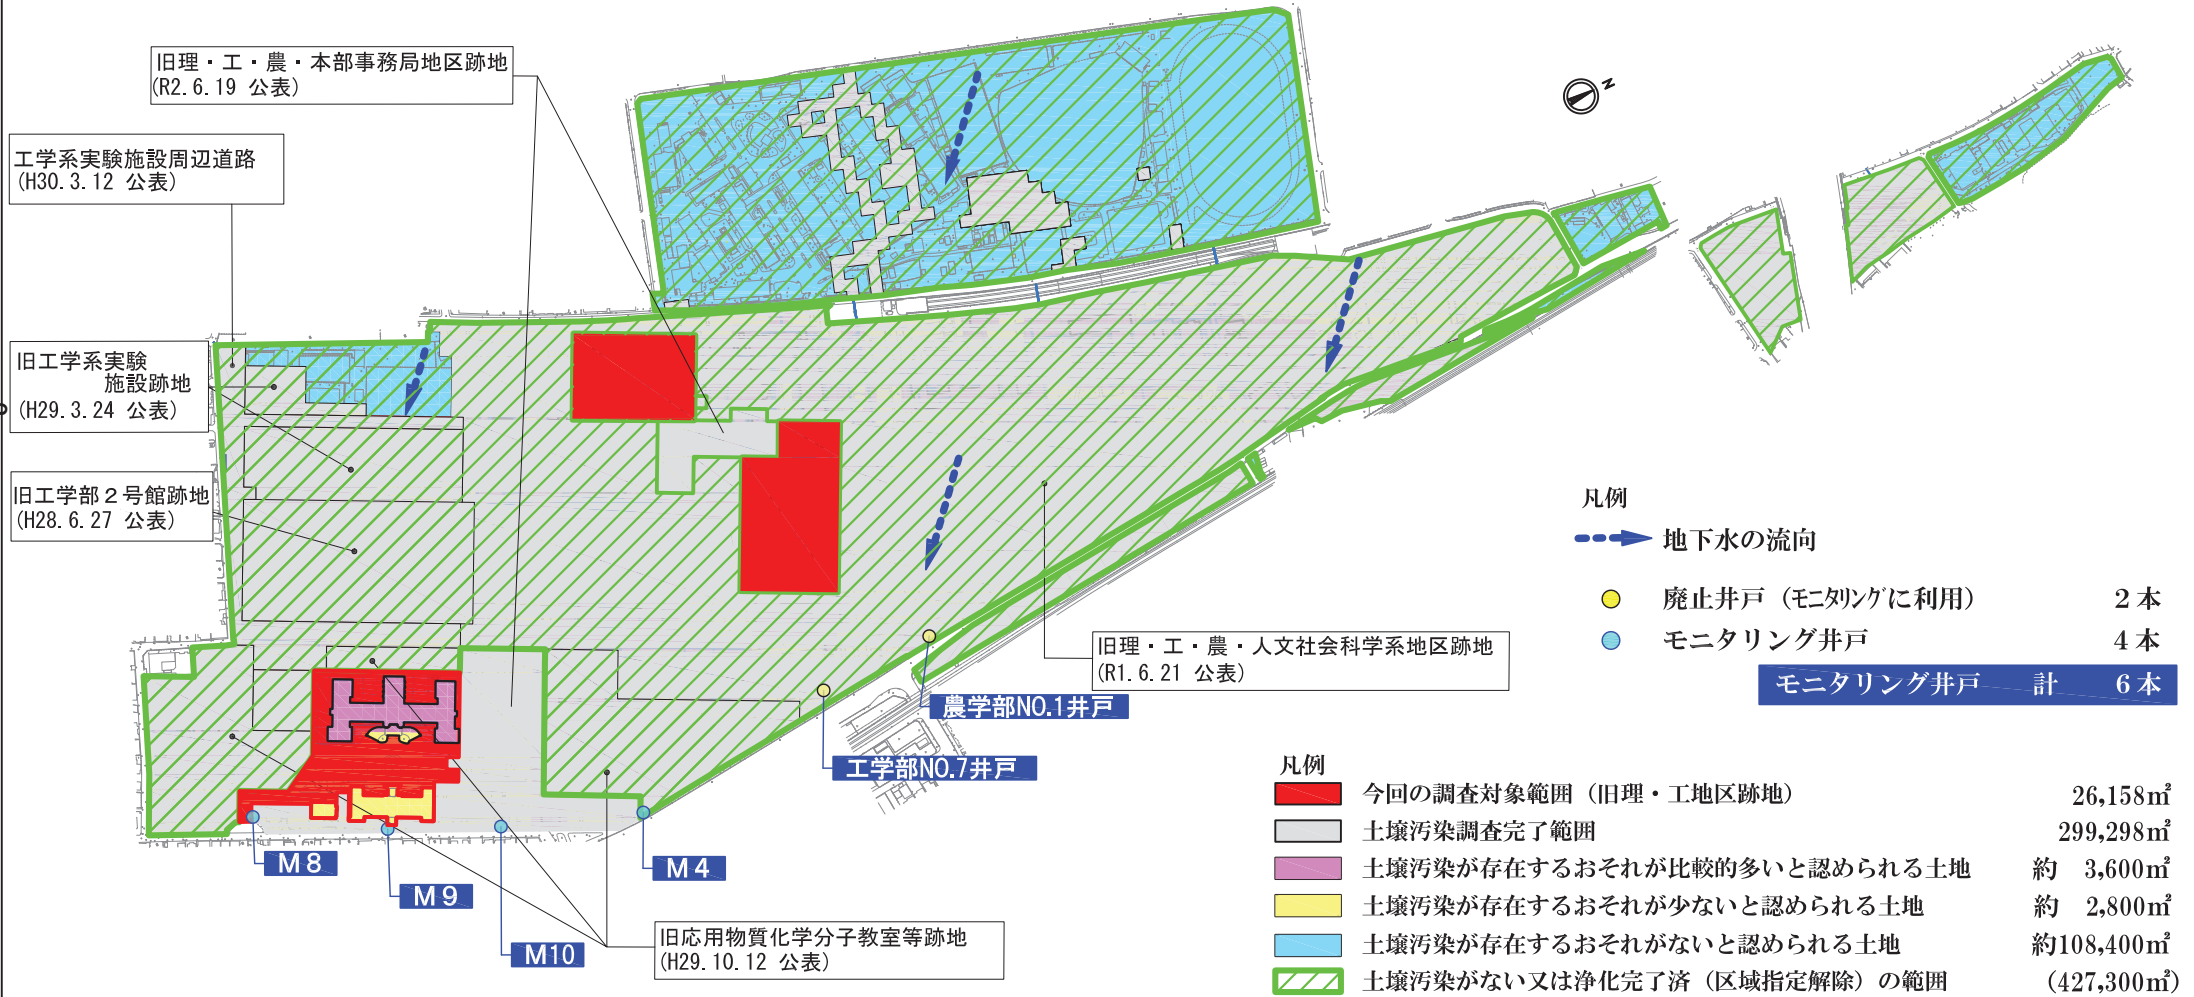 旧理・工・農・本部事務局地区跡地
(R2.6.19 公表)
工学系実験施設周辺道路
(H30.3.12 公表)
旧工学系実験
施設跡地
(H29.3.24 公表)
旧工学部２号館跡地
(H28.6.27 公表)
N
旧理・工・農・人文社会科学系地区跡地
(R1.6.21 公表)
農学部NO.1井戸
工学部NO.7井戸
M8
M9
M10
M4
旧応用物質化学分子教室等跡地
(H29.10.12 公表)
凡例
地下水の流向
廃止井戸（モニタリングに利用） 2本
モニタリング井戸 4本
モニタリング井戸 計 6本
凡例
今回の調査対象範囲（旧理・工地区跡地） 26,158㎡
土壌汚染調査完了範囲 299,298㎡
土壌汚染が存在するおそれが比較的多いと認められる土地 約 3,600㎡
土壌汚染が存在するおそれが少ないと認められる土地 約 2,800㎡
土壌汚染が存在するおそれがないと認められる土地 約108,400㎡
土壌汚染がない又は浄化完了済（区域指定解除）の範囲 (427,300㎡)